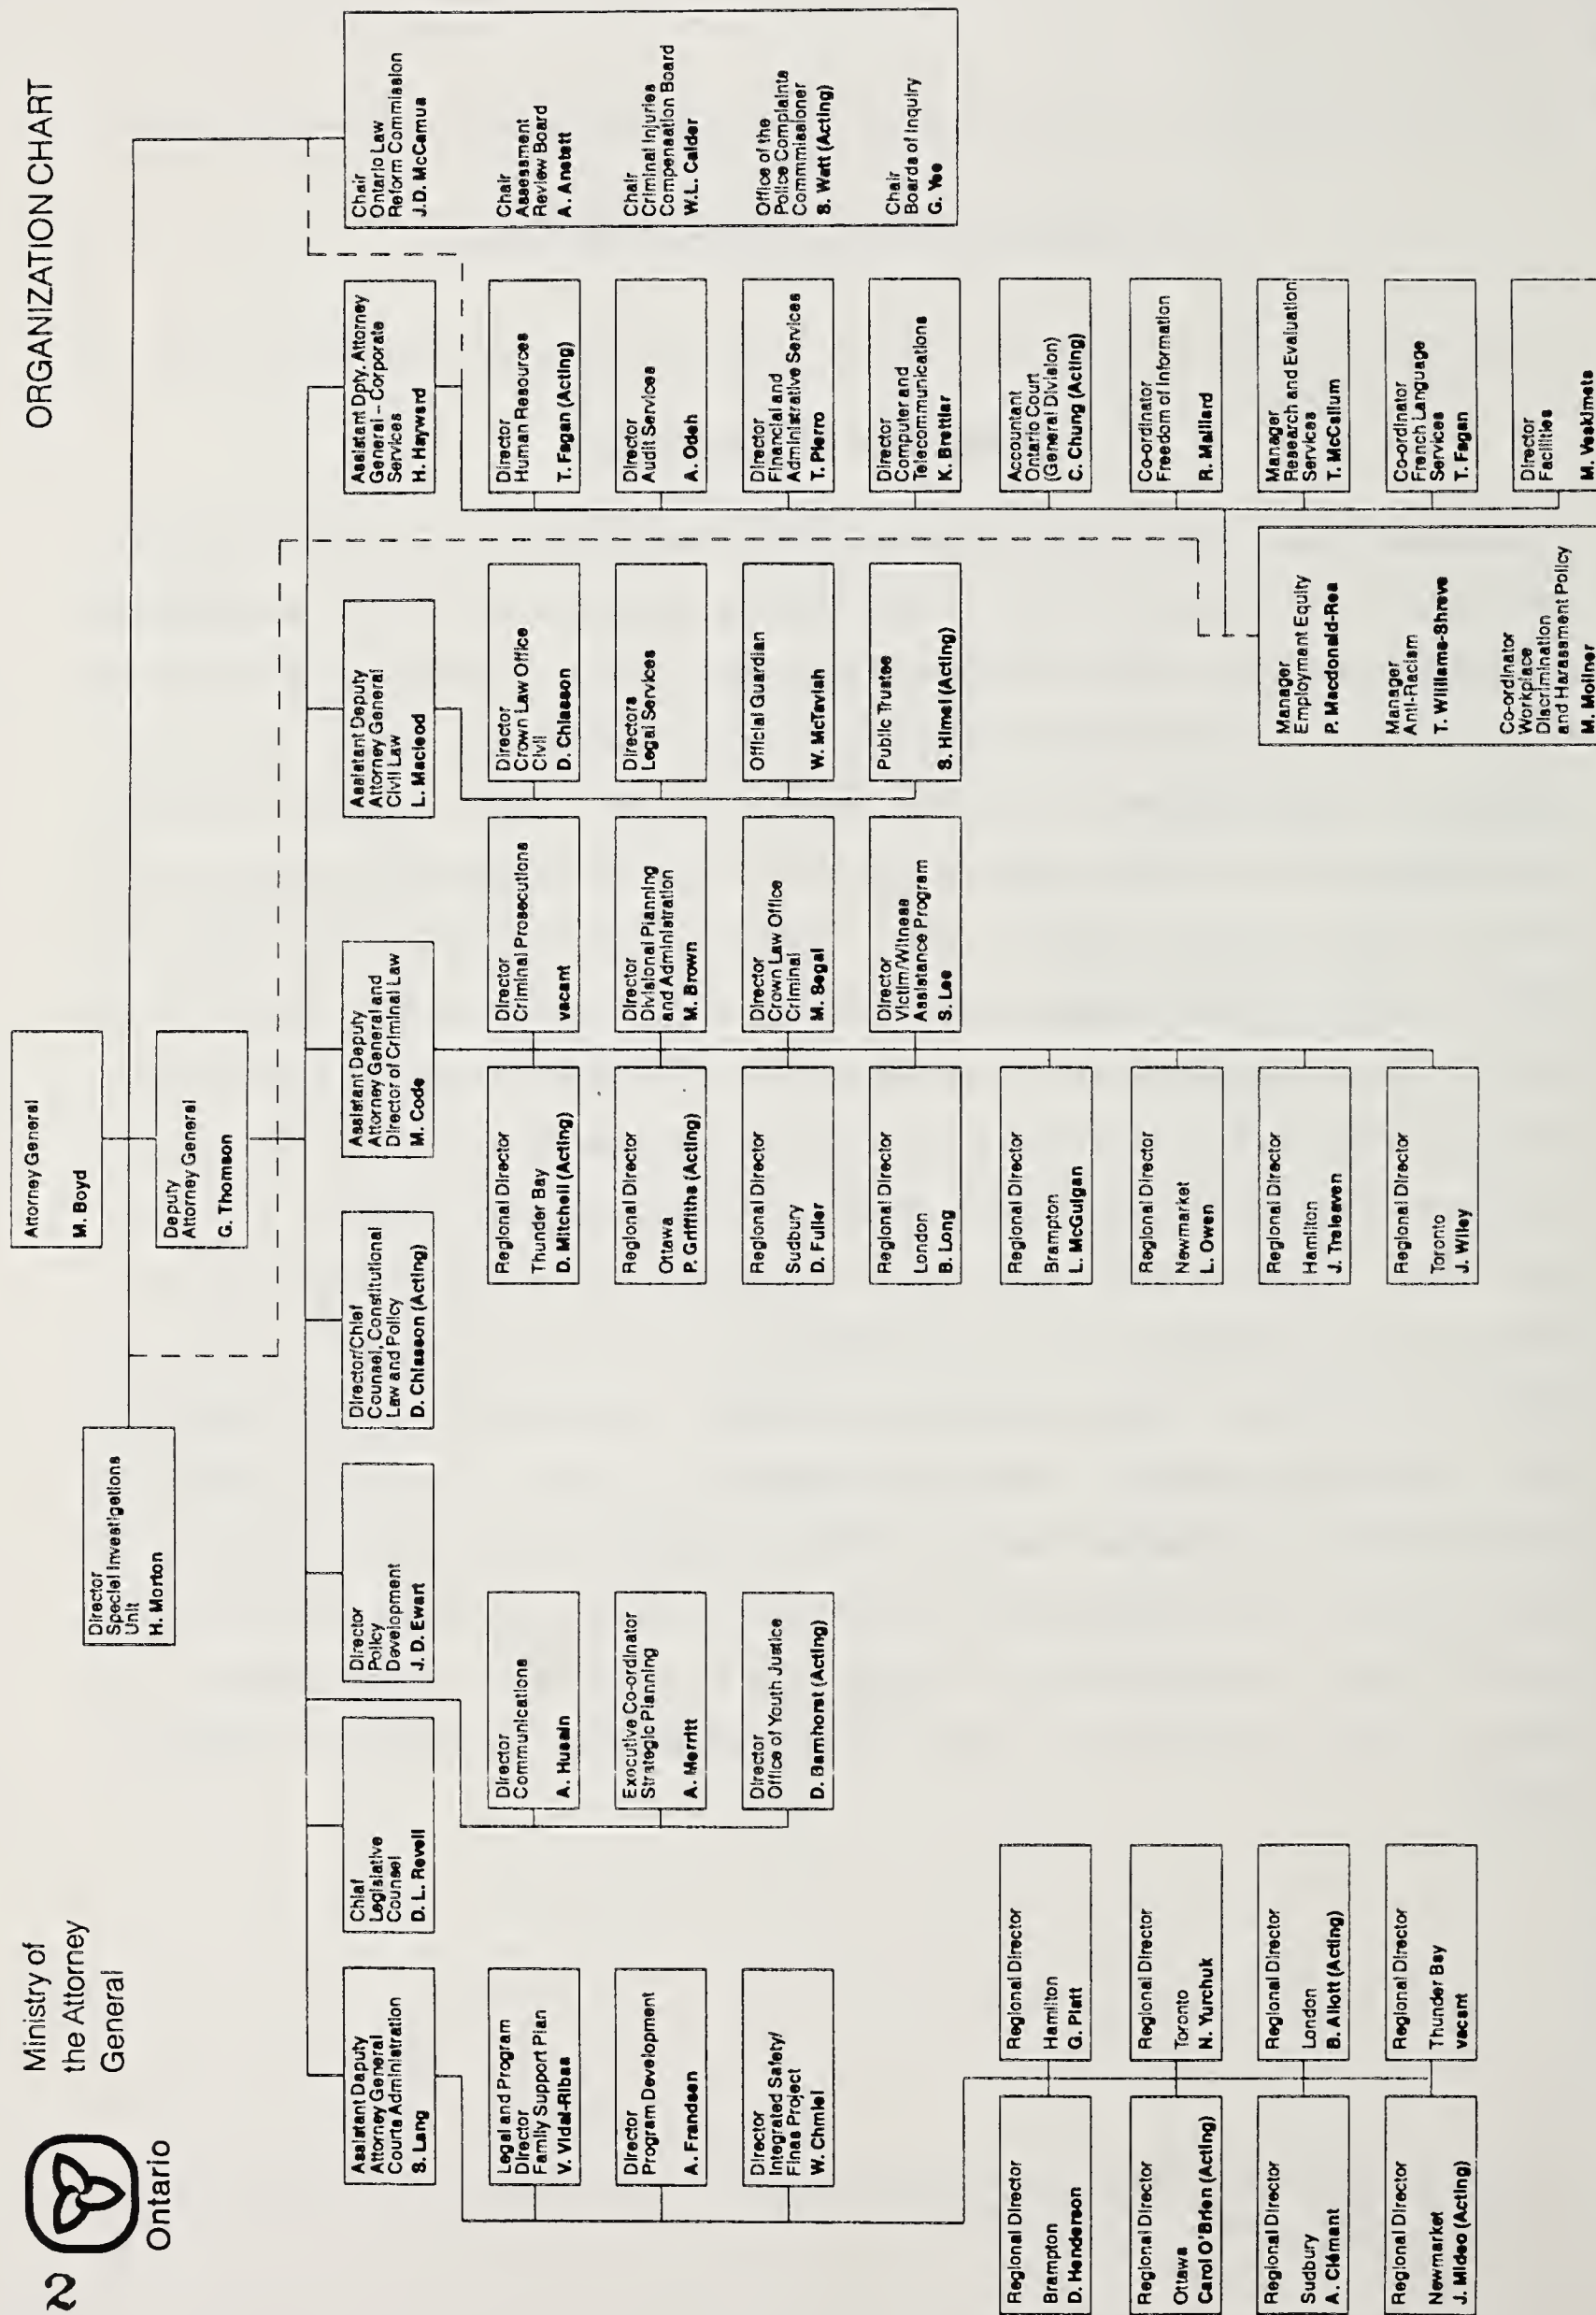 2
Ontario
Ministry of
the Attorney
General
ORGANIZATION CHART
Attorney General
M. Boyd
Director
Special Investigations
Unit
H. Morton
Deputy
Attorney General
G. Thomson
Assistant Deputy
Attorney General
Courts Administration
S. Lang
Chief
Legislative
Counsel
D. L. Revell
Director
Policy
Development
J. D. Ewart
Director/Chief
Counsel, Constitutional
Law and Policy
D. Chiasson (Acting)
Assistant Deputy
Attorney General and
Director of Criminal Law
M. Code
Assistant Deputy
Attorney General
Civil Law
L. Macleod
Assistant Dpty. Attorney
General – Corporate
Services
H. Hayward
Chair
Ontario Law
Reform Commission
J.D. McCamus
Chair
Assessment
Review Board
A. Anstett
Chair
Criminal Injuries
Compensation Board
W.L. Calder
Office of the
Police Complaints
Commmissioner
S. Watt (Acting)
Chair
Boards of Inquiry
G. Yee
Legal and Program
Director
Family Support Plan
V. Vidal-Ribas
Director
Program Development
A. Frandsen
Director
Integrated Safety/
Finas Project
W. Chmiel
Regional Director
Brampton
D. Henderson
Regional Director
Hamilton
G. Platt
Regional Director
Ottawa
Carol O'Brien (Acting)
Regional Director
Toronto
N. Yurchuk
Regional Director
Sudbury
A. Clémant
Regional Director
London
B. Allott (Acting)
Regional Director
Newmarket
J. Mideo (Acting)
Regional Director
Thunder Bay
vacant
Director
Communications
A. Husain
Executive Co-ordinator
Strategic Planning
A. Merritt
Director
Office of Youth Justice
D. Barnhorst (Acting)
Regional Director
Thunder Bay
D. Mitchell (Acting)
Regional Director
Ottawa
P. Griffiths (Acting)
Regional Director
Sudbury
D. Fuller
Regional Director
London
B. Long
Regional Director
Brampton
L. McGuigan
Regional Director
Newmarket
L. Owen
Regional Director
Hamilton
J. Treleaven
Regional Director
Toronto
J. Wiley
Director
Criminal Prosecutions
vacant
Director
Divisional Planning
and Administration
M. Brown
Director
Crown Law Office
Criminal
M. Segal
Director
Victim/Witness
Assistance Program
S. Lee
Director
Crown Law Office
Civil
D. Chiasson
Directors
Legal Services
Official Guardian
W. McTavish
Public Trustee
S. Himel (Acting)
Director
Human Resources
T. Fagan (Acting)
Director
Audit Services
A. Odeh
Director
Financial and
Administrative Services
T. Pierro
Director
Computer and
Telecommunications
K. Brettlar
Accountant
Ontario Court
(General Division)
C. Chung (Acting)
Co-ordinator
Freedom of Information
R. Maillard
Manager
Research and Evaluation
Services
T. McCallum
Co-ordinator
French Language
Services
T. Fagan
Director
Facilities
M. Veskimets
Manager
Employment Equity
P. Macdonald-Rea
Manager
Anti-Racism
T. Williams-Shreve
Co-ordinator
Workplace
Discrimination
and Harassment Policy
M. Mollner